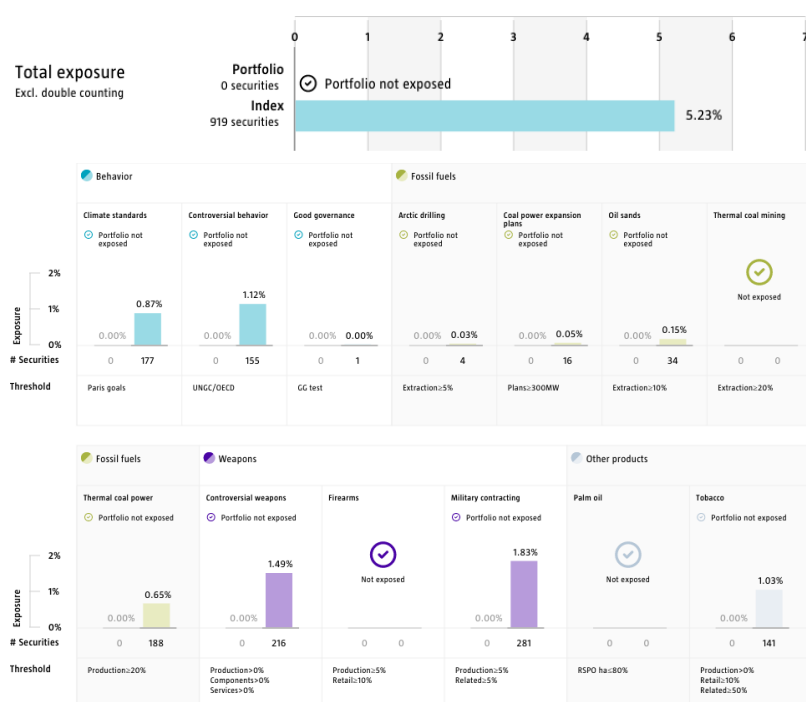 0 1 2 3 4 5 6 7
Total exposure
Excl. double counting
Portfolio
0 securities
Portfolio not exposed
Index
919 securities
5.23%
Behavior
Fossil fuels
Climate standards
Controversial behavior
Good governance
Arctic drilling
Coal power expansion
plans
Oil sands
Thermal coal mining
Portfolio not
exposed
Portfolio not
exposed
Portfolio not
exposed
Portfolio not
exposed
Portfolio not
exposed
Portfolio not
exposed
Not exposed
Exposure
2%
1%
0%
0.00% 0.87%
0.00% 1.12%
0.00% 0.00%
0.00% 0.03%
0.00% 0.05%
0.00% 0.15%
# Securities 0 177 0 155 0 1 0 4 0 16 0 34 0 0
Threshold Paris goals UNGC/OECD GG test Extraction≥5% Plans≥300MW Extraction≥10% Extraction≥20%
Fossil fuels
Weapons
Other products
Thermal coal power
Controversial weapons
Firearms
Military contracting
Palm oil
Tobacco
Portfolio not exposed
Portfolio not exposed
Not exposed
Portfolio not exposed
Not exposed
Portfolio not exposed
Exposure
2%
1%
0%
0.00% 0.65%
0.00% 1.49%
0.00% 1.83%
0.00% 1.03%
# Securities 0 188 0 216 0 0 0 281 0 0 0 141
Threshold
Production≥20%
Production>0%
Components>0%
Services>0%
Production≥5%
Retail≥10%
Production≥5%
Related≥5%
RSPO ha≤80%
Production>0%
Retail≥10%
Related≥50%